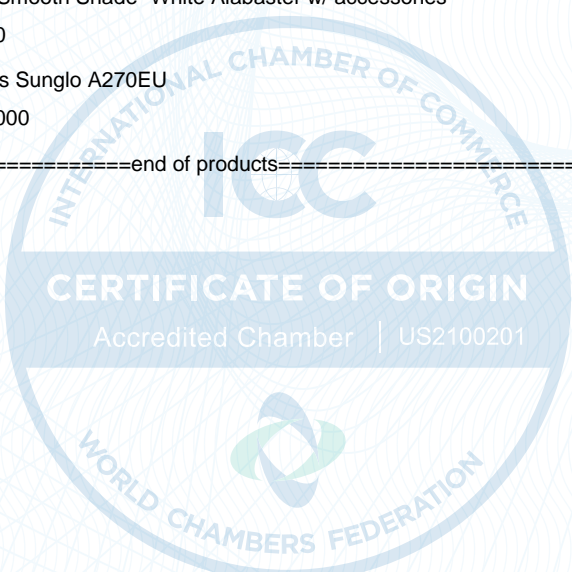 Smooth Shade- White Alabaster w/ accessories
0
s Sunglo A270EU
000
===========end of products=========================
INTERNATIONAL CHAMBER OF COMMERCE
ICC
CERTIFICATE OF ORIGIN
Accredited Chamber | US2100201
WORLD CHAMBERS FEDERATION